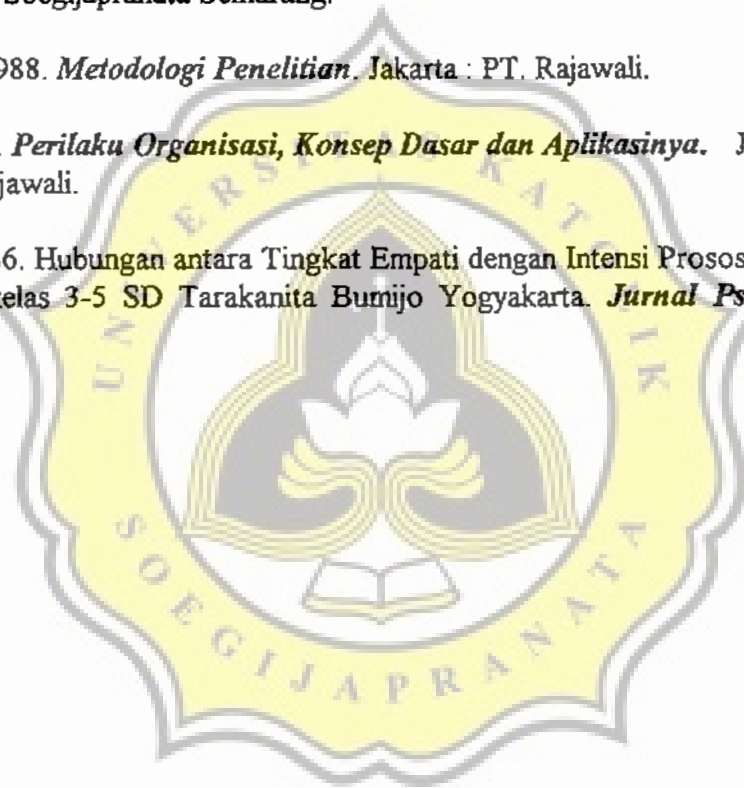 Soegijapranata Semarang.
988. Metodologi Penelitian. Jakarta : PT. Rajawali.
Perilaku Organisasi, Konsep Dasar dan Aplikasinya.
jawali.
6. Hubungan antara Tingkat Empati dengan Intensi Prosos
kelas 3-5 SD Tarakanita Bumijo Yogyakarta. Jurnal Ps
UNIVERSITAS KATOLIK
SOEGIJAPRANATA